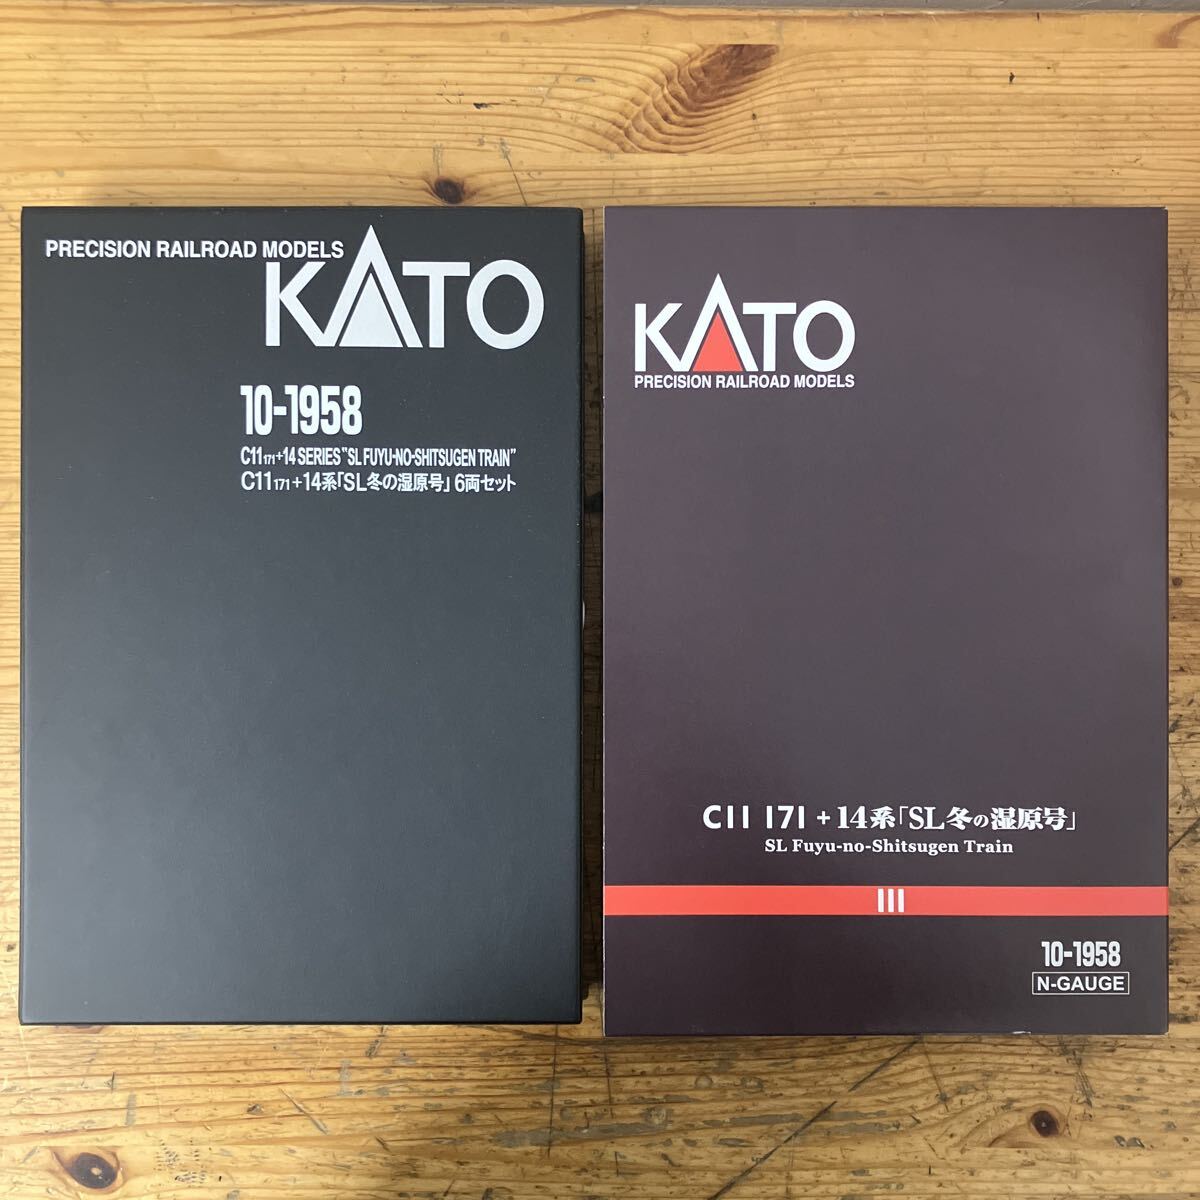 PRECISION RAILROAD MODELS
KATO
10-1958
C11 171+14 SERIES "SL FUYU-NO-SHITSUGEN TRAIN"
C11 171+14系「SL冬の湿原号」6両セット
KATO
PRECISION RAILROAD MODELS
C11 171 + 14系「SL冬の湿原号」
SL Fuyu-no-Shitsugen Train
10-1958
N-GAUGE